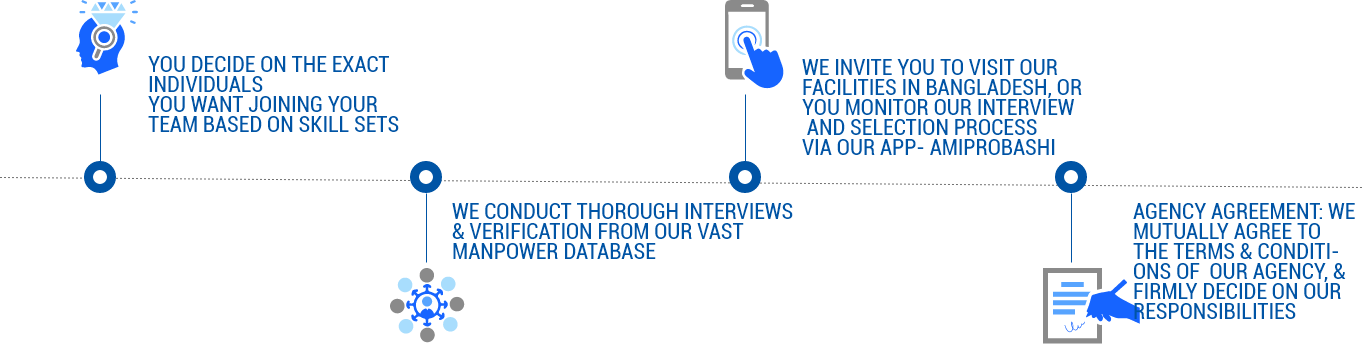 YOU DECIDE ON THE EXACT
INDIVIDUALS
YOU WANT JOINING YOUR
TEAM BASED ON SKILL SETS
WE CONDUCT THOROUGH INTERVIEWS
& VERIFICATION FROM OUR VAST
MANPOWER DATABASE
WE INVITE YOU TO VISIT OUR
FACILITIES IN BANGLADESH, OR
YOU MONITOR OUR INTERVIEW
AND SELECTION PROCESS
VIA OUR APP- AMIPROBASHI
AGENCY AGREEMENT: WE
MUTUALLY AGREE TO
THE TERMS & CONDITI-
ONS OF  OUR AGENCY, &
FIRMLY DECIDE ON OUR
RESPONSIBILITIES